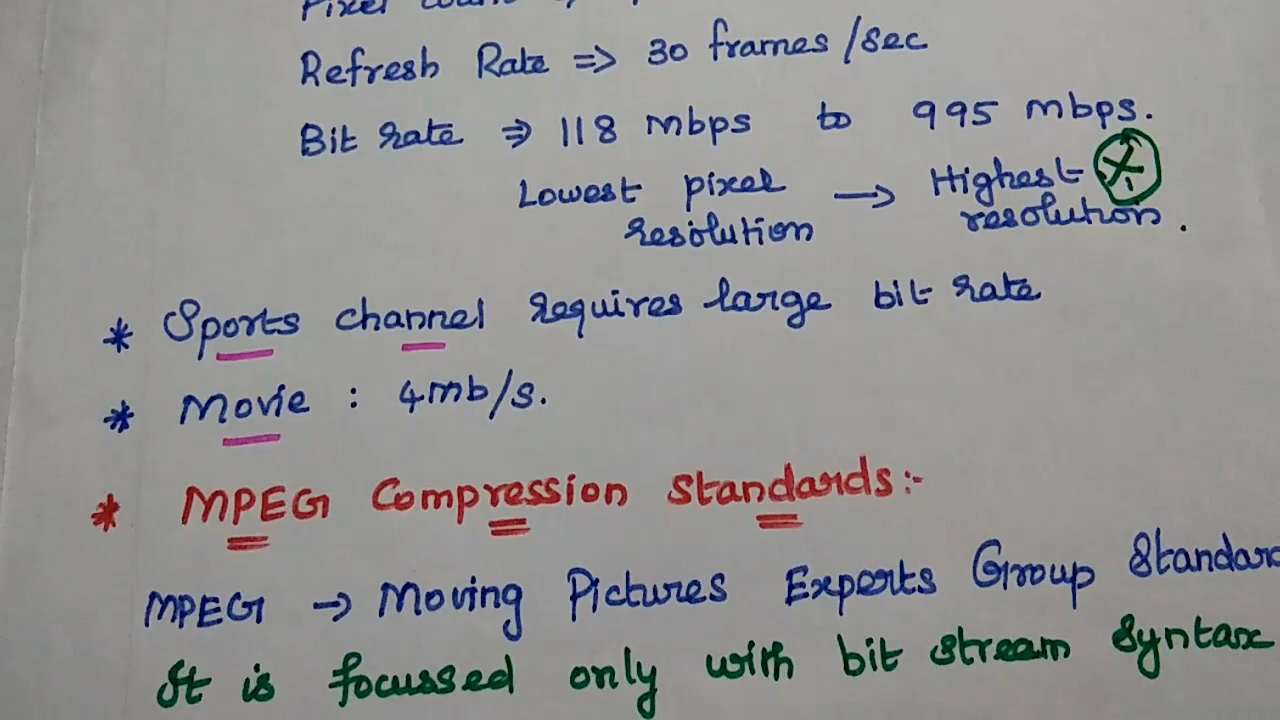 Pixel
Refresh Rate => 30 frames/sec
Bit rate => 118 mbps to 995 mbps.
Lowest pixel resolution → Highest resolution.
* Sports channel requires large bit rate
* Movie : 4mb/s.
* MPEG Compression Standards:-
MPEG → Moving Pictures Experts Group Standard
It is focussed only with bit stream Syntax